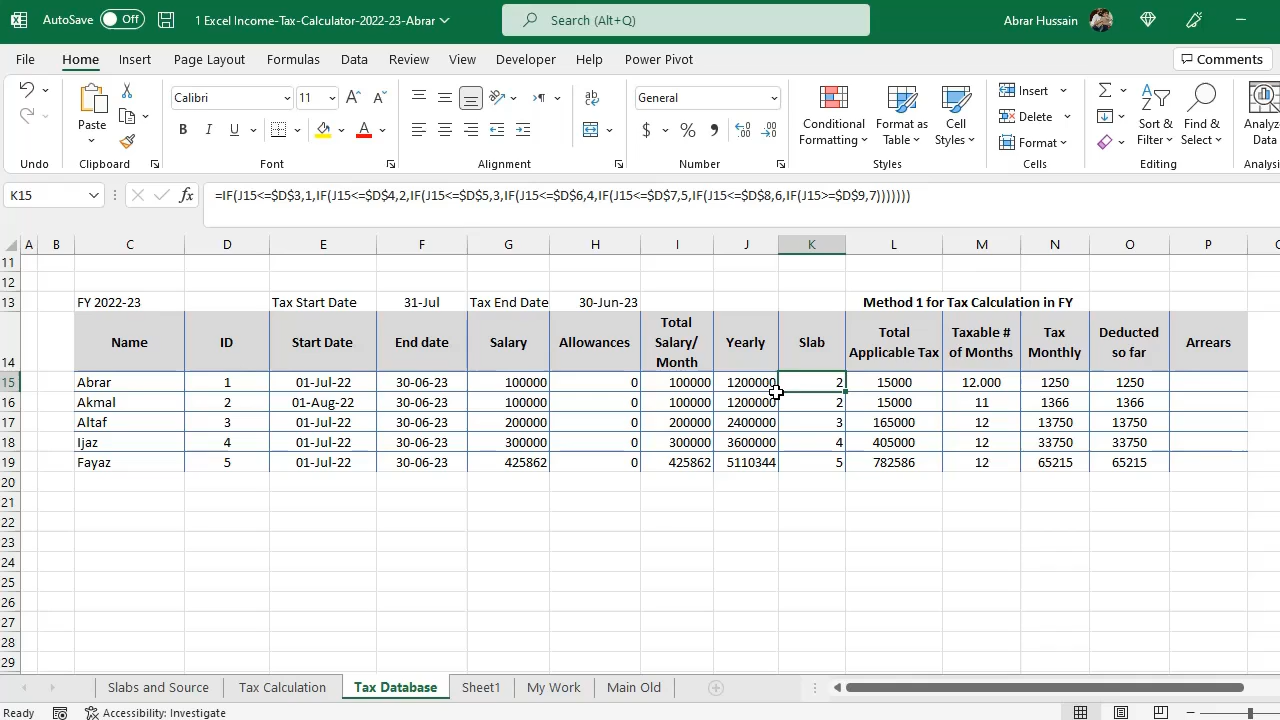 AutoSave Off 1 Excel Income-Tax-Calculator-2022-23-Abrar Search (Alt+Q) Abrar Hussain
File Home Insert Page Layout Formulas Data Review View Developer Help Power Pivot Comments
Calibri 11 General
Paste Conditional Formatting Format as Table Cell Styles Insert Delete Format Sort & Filter Find & Select Analyze Data
Undo Clipboard Font Alignment Number Styles Cells Editing Analysis
K15 fx =IF(J15<=$D$3,1,IF(J15<=$D$4,2,IF(J15<=$D$5,3,IF(J15<=$D$6,4,IF(J15<=$D$7,5,IF(J15<=$D$8,6,IF(J15>=$D$9,7)))))))
A B C D E F G H I J K L M N O P
11
12
13 FY 2022-23 Tax Start Date 31-Jul Tax End Date 30-Jun-23 Method 1 for Tax Calculation in FY
14 Name ID Start Date End date Salary Allowances Total Salary/ Month Yearly Slab Total Applicable Tax Taxable # of Months Tax Monthly Deducted so far Arrears
15 Abrar 1 01-Jul-22 30-06-23 100000 0 100000 1200000 2 15000 12.000 1250 1250
16 Akmal 2 01-Aug-22 30-06-23 100000 0 100000 1200000 2 15000 11 1366 1366
17 Altaf 3 01-Jul-22 30-06-23 200000 0 200000 2400000 3 165000 12 13750 13750
18 Ijaz 4 01-Jul-22 30-06-23 300000 0 300000 3600000 4 405000 12 33750 33750
19 Fayaz 5 01-Jul-22 30-06-23 425862 0 425862 5110344 5 782586 12 65215 65215
20
21
22
23
24
25
26
27
28
29
Slabs and Source Tax Calculation Tax Database Sheet1 My Work Main Old
Ready Accessibility: Investigate